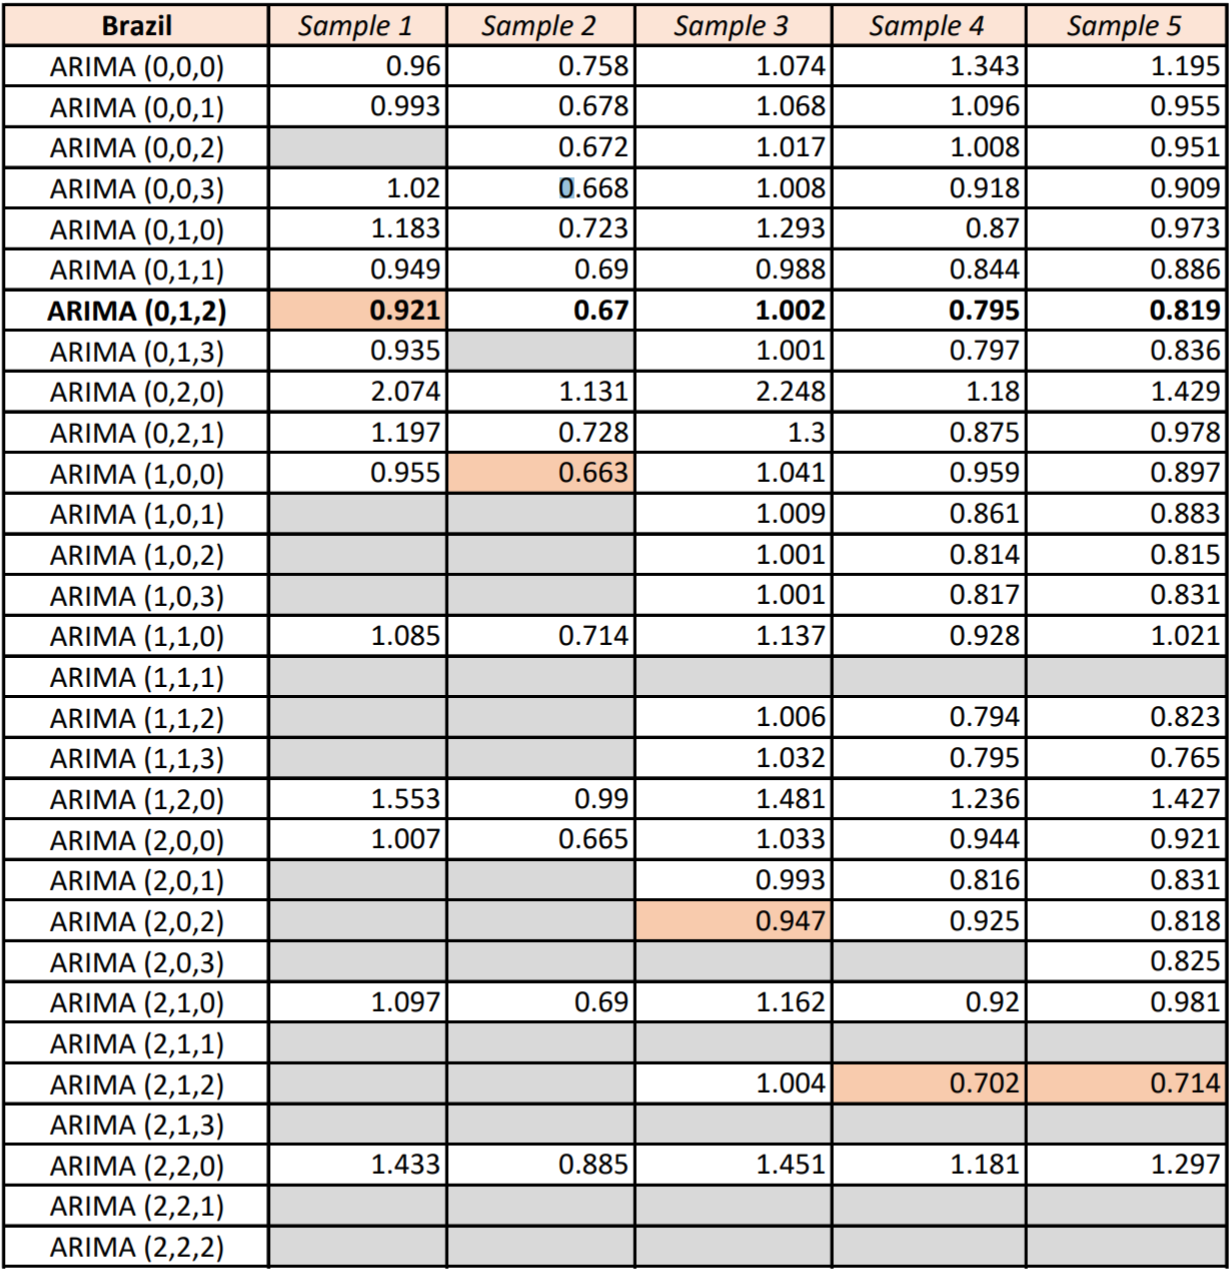 Brazil Sample 1 Sample 2 Sample 3 Sample 4 Sample 5
ARIMA (0,0,0) 0.96 0.758 1.074 1.343 1.195
ARIMA (0,0,1) 0.993 0.678 1.068 1.096 0.955
ARIMA (0,0,2) 0.672 1.017 1.008 0.951
ARIMA (0,0,3) 1.02 0.668 1.008 0.918 0.909
ARIMA (0,1,0) 1.183 0.723 1.293 0.87 0.973
ARIMA (0,1,1) 0.949 0.69 0.988 0.844 0.886
ARIMA (0,1,2) 0.921 0.67 1.002 0.795 0.819
ARIMA (0,1,3) 0.935 1.001 0.797 0.836
ARIMA (0,2,0) 2.074 1.131 2.248 1.18 1.429
ARIMA (0,2,1) 1.197 0.728 1.3 0.875 0.978
ARIMA (1,0,0) 0.955 0.663 1.041 0.959 0.897
ARIMA (1,0,1) 1.009 0.861 0.883
ARIMA (1,0,2) 1.001 0.814 0.815
ARIMA (1,0,3) 1.001 0.817 0.831
ARIMA (1,1,0) 1.085 0.714 1.137 0.928 1.021
ARIMA (1,1,1)
ARIMA (1,1,2) 1.006 0.794 0.823
ARIMA (1,1,3) 1.032 0.795 0.765
ARIMA (1,2,0) 1.553 0.99 1.481 1.236 1.427
ARIMA (2,0,0) 1.007 0.665 1.033 0.944 0.921
ARIMA (2,0,1) 0.993 0.816 0.831
ARIMA (2,0,2) 0.947 0.925 0.818
ARIMA (2,0,3) 0.825
ARIMA (2,1,0) 1.097 0.69 1.162 0.92 0.981
ARIMA (2,1,1)
ARIMA (2,1,2) 1.004 0.702 0.714
ARIMA (2,1,3)
ARIMA (2,2,0) 1.433 0.885 1.451 1.181 1.297
ARIMA (2,2,1)
ARIMA (2,2,2)